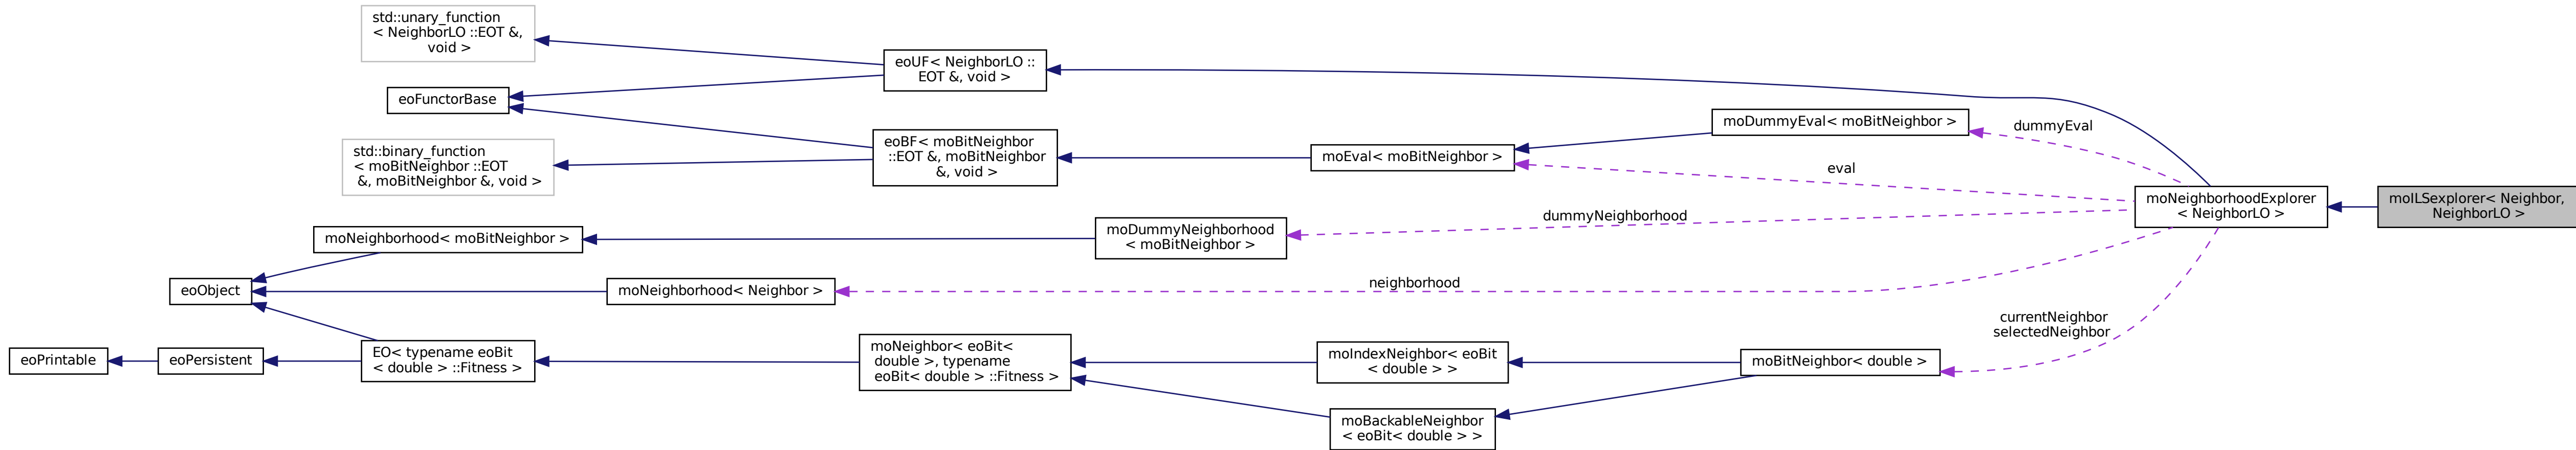 std::unary_function
< NeighborLO ::EOT &,
void >
eoFunctorBase
std::binary_function
< moBitNeighbor ::EOT
&, moBitNeighbor &, void >
eoUF< NeighborLO ::
EOT &, void >
eoBF< moBitNeighbor
::EOT &, moBitNeighbor
&, void >
moEval< moBitNeighbor >
moDummyEval< moBitNeighbor >
dummyEval
eval
moNeighborhoodExplorer
< NeighborLO >
moILSexplorer< Neighbor,
NeighborLO >
dummyNeighborhood
moDummyNeighborhood
< moBitNeighbor >
moNeighborhood< moBitNeighbor >
eoObject
moNeighborhood< Neighbor >
neighborhood
currentNeighbor
selectedNeighbor
eoPrintable
eoPersistent
EO< typename eoBit
< double > ::Fitness >
moNeighbor< eoBit<
double >, typename
eoBit< double > ::Fitness >
moIndexNeighbor< eoBit
< double > >
moBitNeighbor< double >
moBackableNeighbor
< eoBit< double > >